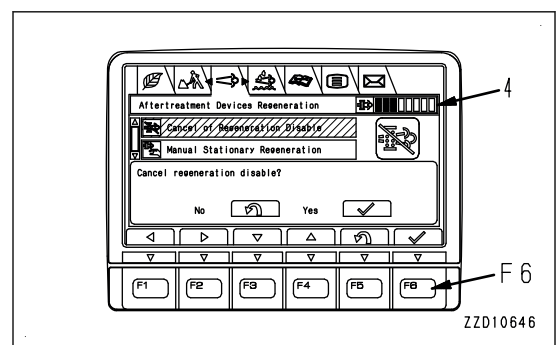 Aftertreatment Devices Regeneration
4
Cancel of Regeneration Disable
Manual Stationary Regeneration
Cancel regeneration disable?
No Yes
F1 F2 F3 F4 F5 F6
F6
ZZD10646